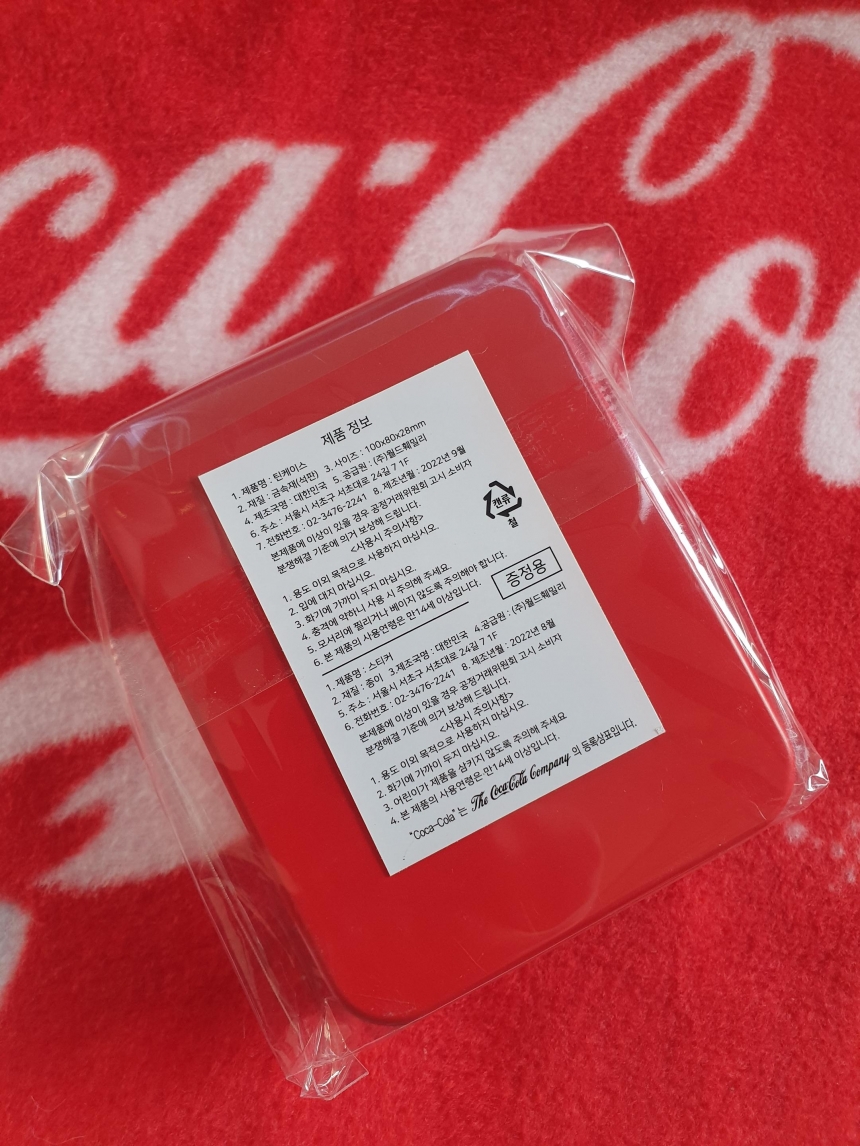 ca-Co
제품 정보
1. 제품명 : 틴케이스
2. 재질 : 금속재(석판) 3. 사이즈 : 100x80x28mm
4. 제조국명 : 대한민국 5. 공급원 : (주)월드훼밀리
6. 주소 : 서울시 서초구 서초대로 24길 7 1F
7. 전화번호 : 02-3476-2241 8. 제조년월 : 2022년 9월
본제품에 이상이 있을 경우 공정거래위원회 고시 소비자
분쟁해결 기준에 의거 보상해 드립니다.
<사용시 주의사항>
1. 용도 이외 목적으로 사용하지 마십시오.
2. 입에 대지 마십시오.
3. 화기에 가까이 두지 마십시오.
4. 충격에 약하니 사용 시 주의해 주세요.
5. 모서리에 찔리거나 베이지 않도록 주의해야 합니다.
6. 본 제품의 사용연령은 만14세 이상입니다.
캔류
철
증정용
1. 제품명 : 스티커
2. 재질 : 종이 3.제조국명 : 대한민국 4.공급원 : (주)월드훼밀리
5. 주소 : 서울시 서초구 서초대로 24길 7 1F
6. 전화번호 : 02-3476-2241 8. 제조년월 : 2022년 8월
본제품에 이상이 있을 경우 공정거래위원회 고시 소비자
분쟁해결 기준에 의거 보상해 드립니다.
<사용시 주의사항>
1. 용도 이외 목적으로 사용하지 마십시오.
2. 화기에 가까이 두지 마십시오.
3. 어린이가 제품을 삼키지 않도록 주의해 주세요
4. 본 제품의 사용연령은 만14세 이상입니다.
"Coca-Cola"는 The Coca-Cola Company 의 등록상표입니다.